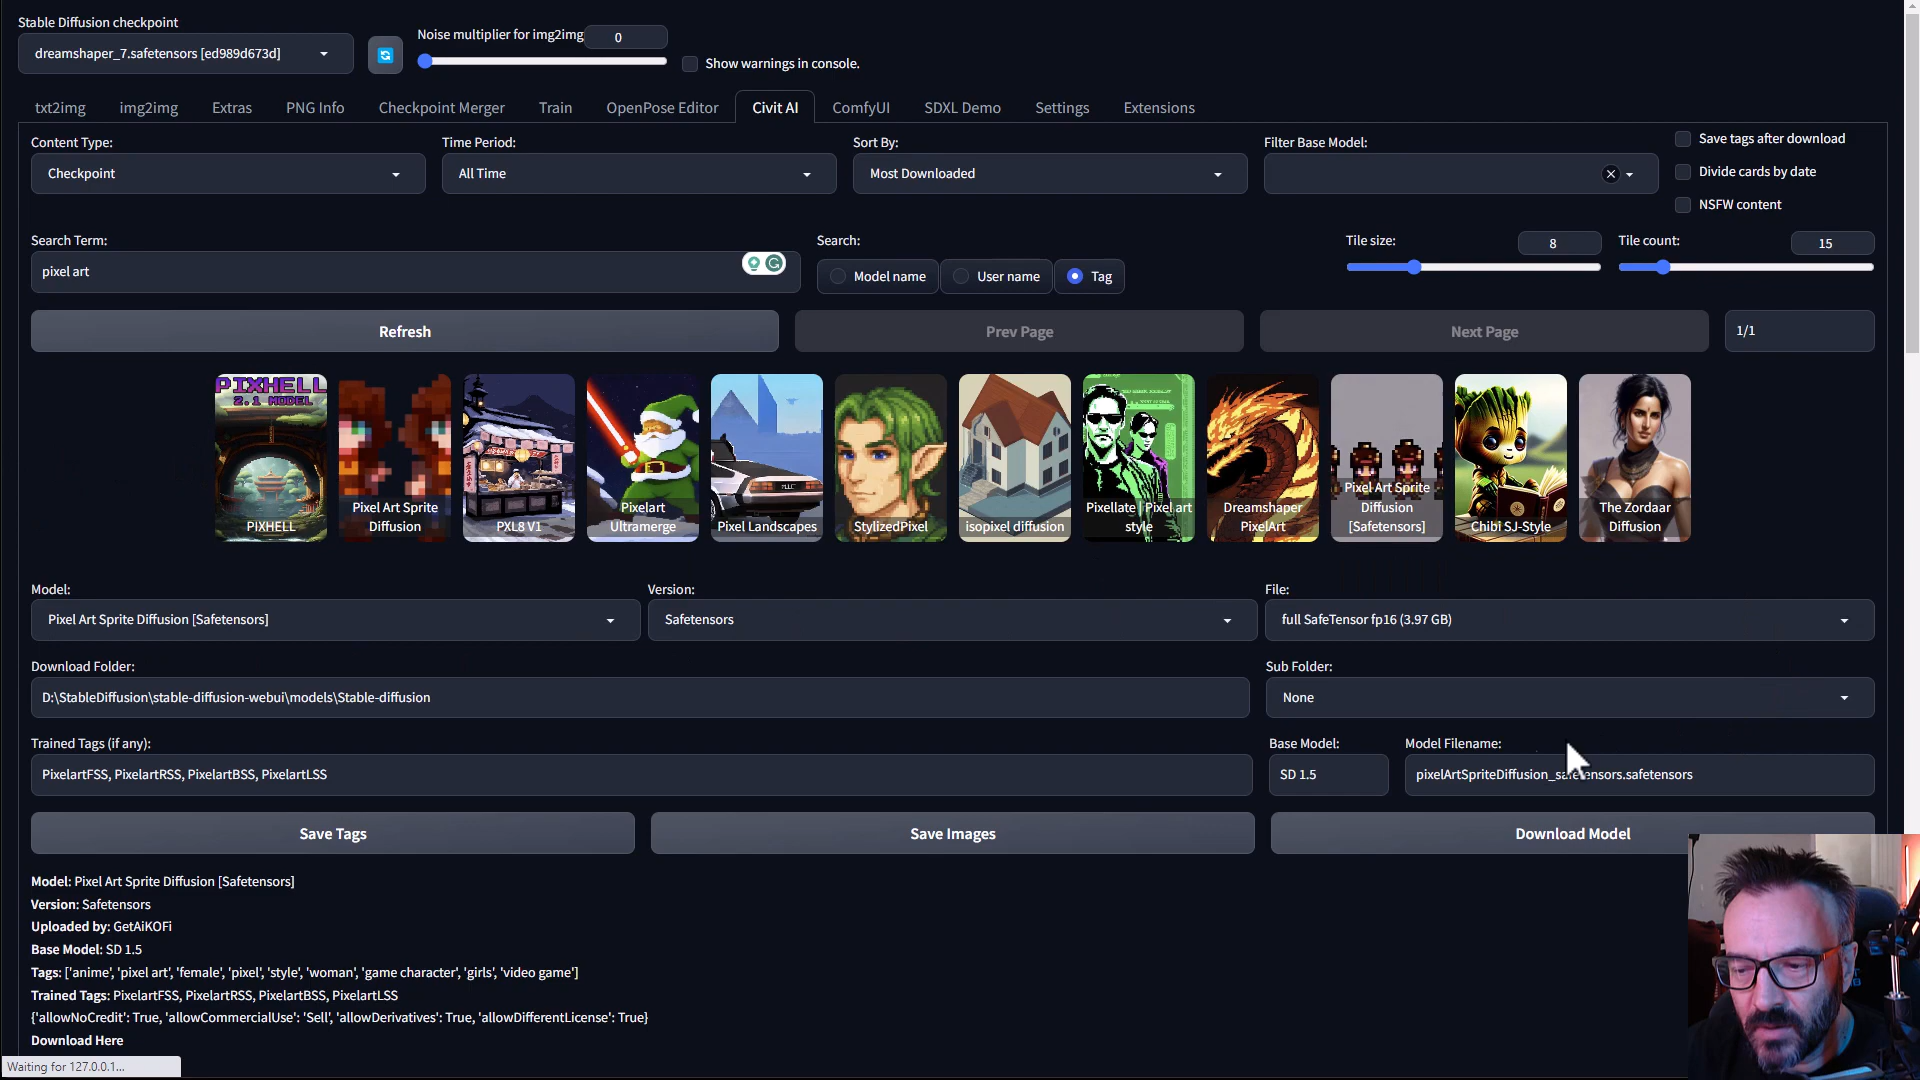 Stable Diffusion checkpoint
dreamshaper_7.safetensors [ed989d673d]
Noise multiplier for img2img
0
Show warnings in console.
txt2img
img2img
Extras
PNG Info
Checkpoint Merger
Train
OpenPose Editor
Civit AI
ComfyUI
SDXL Demo
Settings
Extensions
Content Type:
Time Period:
Sort By:
Filter Base Model:
Checkpoint
All Time
Most Downloaded
Save tags after download
Divide cards by date
NSFW content
Search Term:
Search:
Tile size:
8
Tile count:
15
pixel art
Model name
User name
Tag
Refresh
Prev Page
Next Page
1/1
PIXHELL
2.1 MODEL
PIXHELL
Pixel Art Sprite
Diffusion
PXL8 V1
Pixelart
Ultramerge
Pixel Landscapes
StylizedPixel
isopixel diffusion
Pixellate | Pixel art
style
Dreamshaper
PixelArt
Pixel Art Sprite
Diffusion
[Safetensors]
Chibi SJ-Style
The Zordaar
Diffusion
Model:
Version:
File:
Pixel Art Sprite Diffusion [Safetensors]
Safetensors
full SafeTensor fp16 (3.97 GB)
Download Folder:
Sub Folder:
D:\StableDiffusion\stable-diffusion-webui\models\Stable-diffusion
None
Trained Tags (if any):
Base Model:
Model Filename:
PixelartFSS, PixelartRSS, PixelartBSS, PixelartLSS
SD 1.5
pixelArtSpriteDiffusion_safetensors.safetensors
Save Tags
Save Images
Download Model
Model: Pixel Art Sprite Diffusion [Safetensors]
Version: Safetensors
Uploaded by: GetAiKOFi
Base Model: SD 1.5
Tags: ['anime', 'pixel art', 'female', 'pixel', 'style', 'woman', 'game character', 'girls', 'video game']
Trained Tags: PixelartFSS, PixelartRSS, PixelartBSS, PixelartLSS
{'allowNoCredit': True, 'allowCommercialUse': 'Sell', 'allowDerivatives': True, 'allowDifferentLicense': True}
Download Here
Waiting for 127.0.0.1...